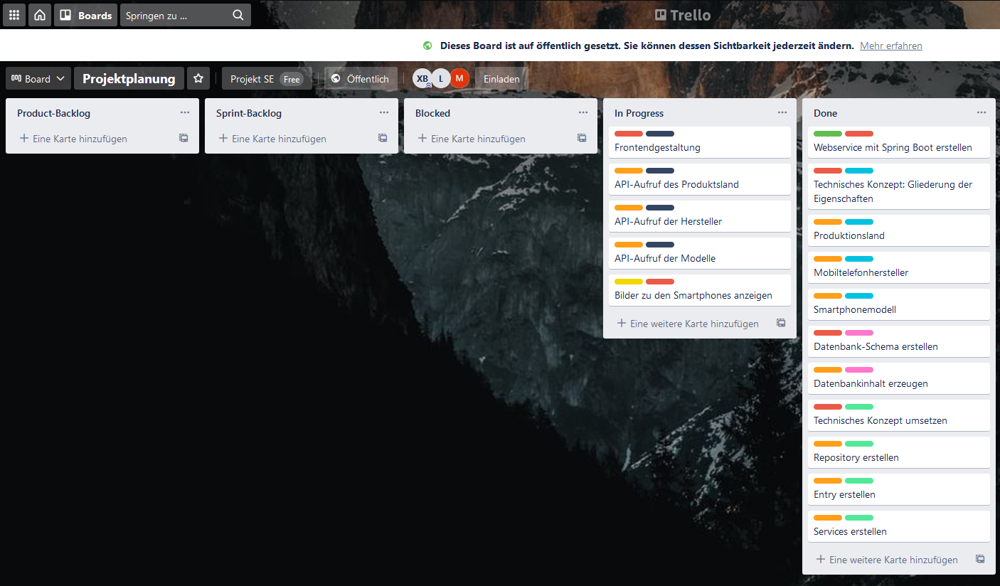 Boards
Springen zu ...
Trello
Dieses Board ist auf öffentlich gesetzt. Sie können dessen Sichtbarkeit jederzeit ändern. Mehr erfahren
Board
Projektplanung
Projekt SE Free
Öffentlich
XB
L
M
Einladen
Product-Backlog
Eine Karte hinzufügen
Sprint-Backlog
Eine Karte hinzufügen
Blocked
Eine Karte hinzufügen
In Progress
Frontendgestaltung
API-Aufruf des Produktsland
API-Aufruf der Hersteller
API-Aufruf der Modelle
Bilder zu den Smartphones anzeigen
Eine weitere Karte hinzufügen
Done
Webservice mit Spring Boot erstellen
Technisches Konzept: Gliederung der
Eigenschaften
Produktionsland
Mobiltelefonhersteller
Smartphonemodell
Datenbank-Schema erstellen
Datenbankinhalt erzeugen
Technisches Konzept umsetzen
Repository erstellen
Entry erstellen
Services erstellen
Eine weitere Karte hinzufügen